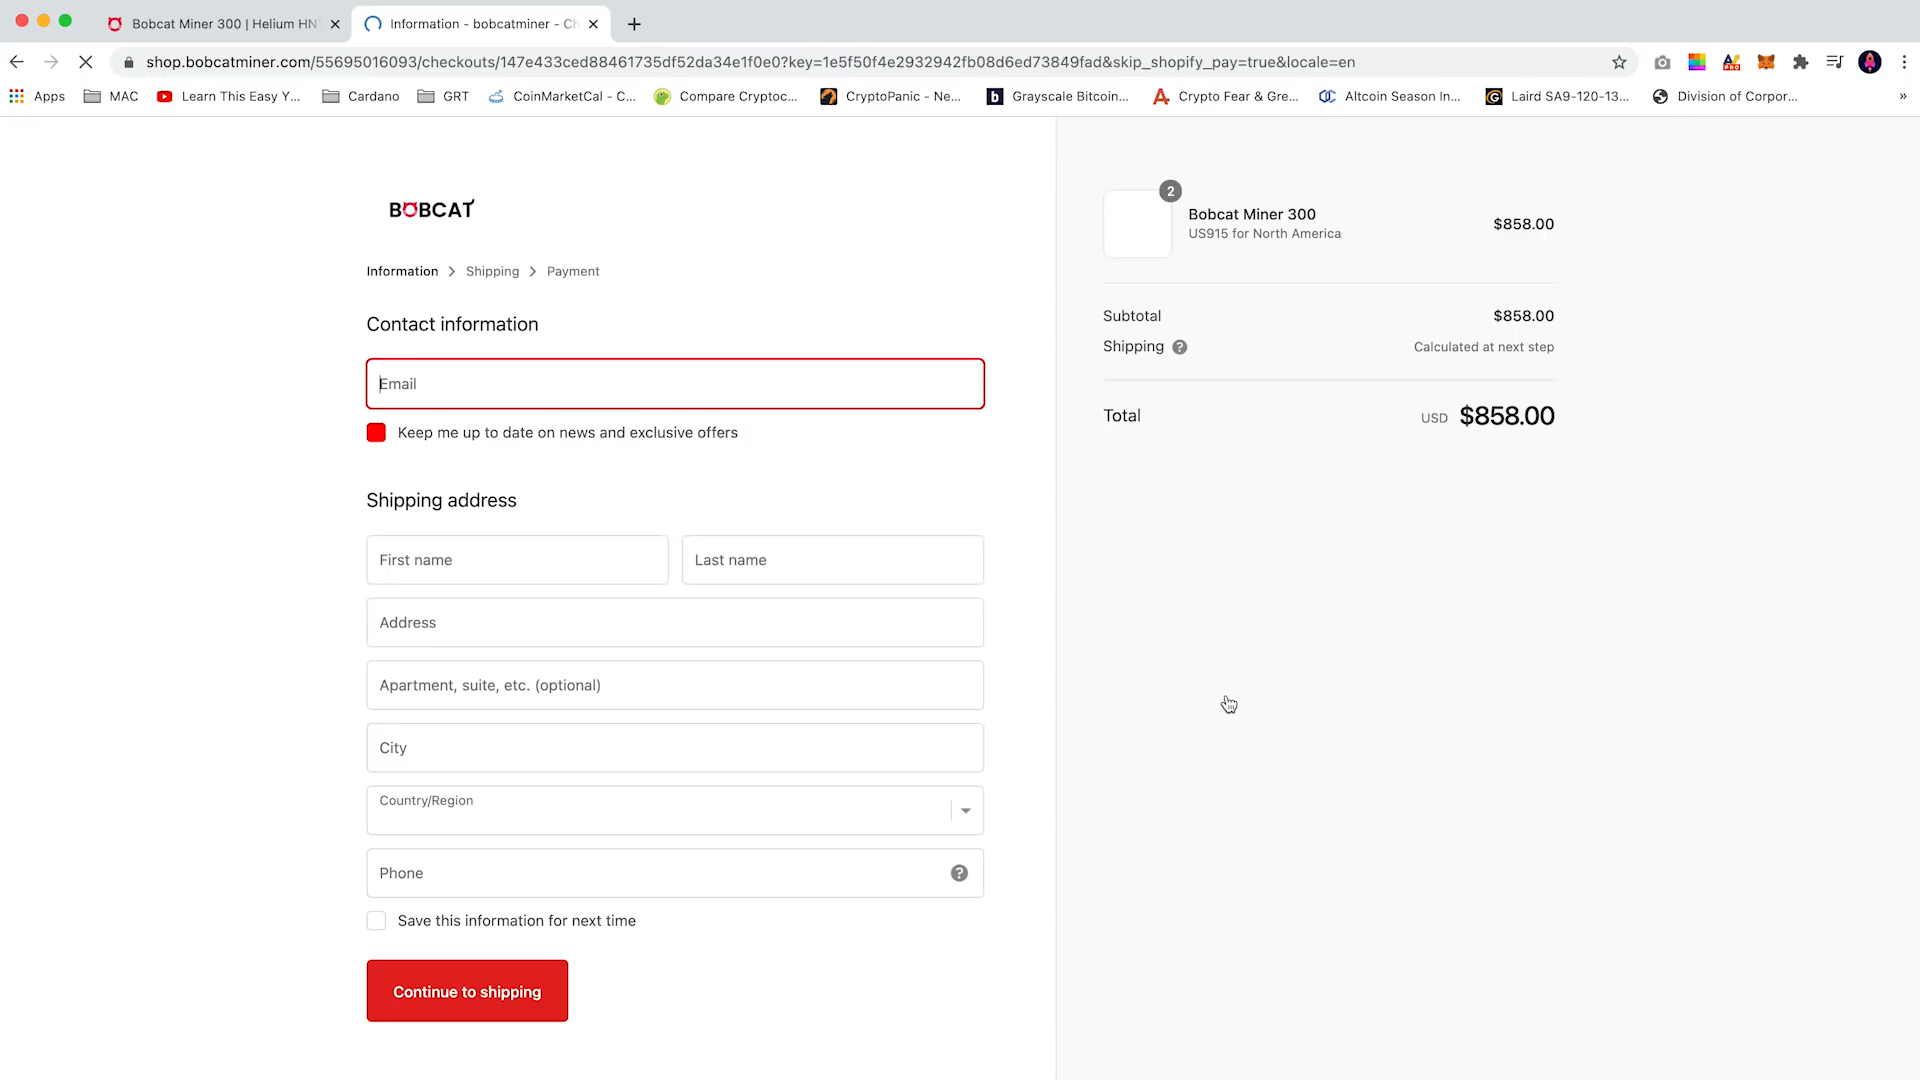 Bobcat Miner 300 | Helium HN
Information - bobcatminer - Ch
shop.bobcatminer.com/55695016093/checkouts/147e433ced88461735df52da34e1f0e0?key=1e5f50f4e2932942fb08d6ed73849fad&skip_shopify_pay=true&locale=en
Apps
MAC
Learn This Easy Y...
Cardano
GRT
CoinMarketCal - C...
Compare Cryptoc...
CryptoPanic - Ne...
Grayscale Bitcoin...
Crypto Fear & Gre...
Altcoin Season In...
Laird SA9-120-13...
Division of Corpor...
»
BOBCAT
Information > Shipping > Payment
Contact information
Email
Keep me up to date on news and exclusive offers
Shipping address
First name
Last name
Address
Apartment, suite, etc. (optional)
City
Country/Region
Phone
?
Save this information for next time
Continue to shipping
2
Bobcat Miner 300
US915 for North America
$858.00
Subtotal $858.00
Shipping ? Calculated at next step
Total USD $858.00